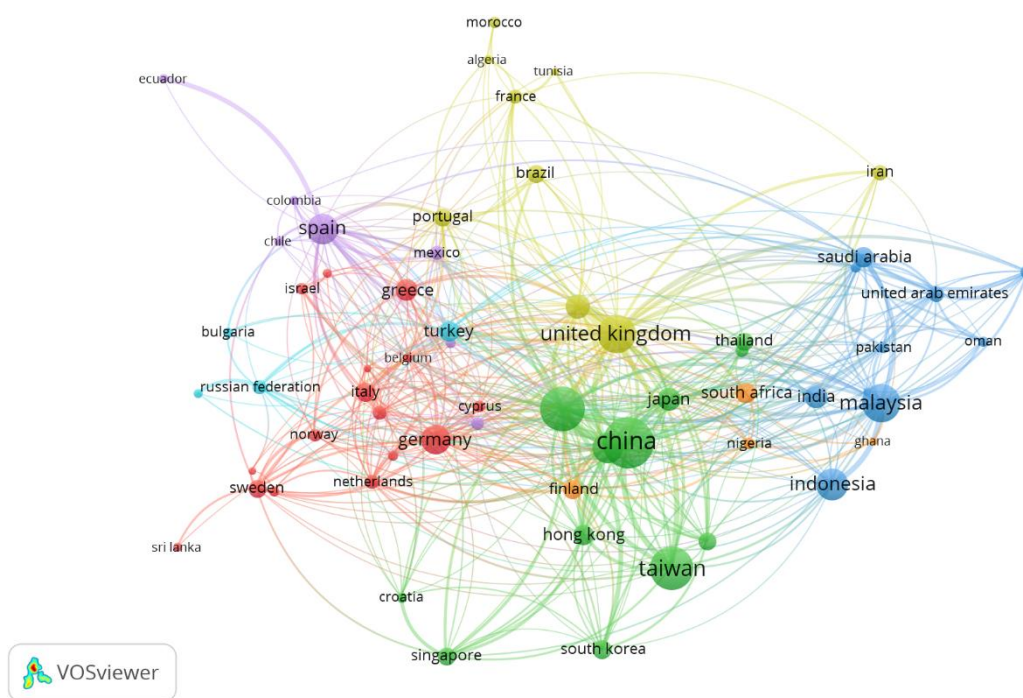 morocco
algeria
tunisia
ecuador
france
brazil
iran
colombia
portugal
spain
chile
mexico
saudi arabia
israel
greece
united arab emirates
bulgaria
turkey
united kingdom
thailand
pakistan
oman
belgium
russian federation
italy
cyprus
japan
south africa
india
malaysia
norway
germany
china
nigeria
ghana
sweden
netherlands
finland
indonesia
sri lanka
hong kong
taiwan
croatia
singapore
south korea
VOSviewer